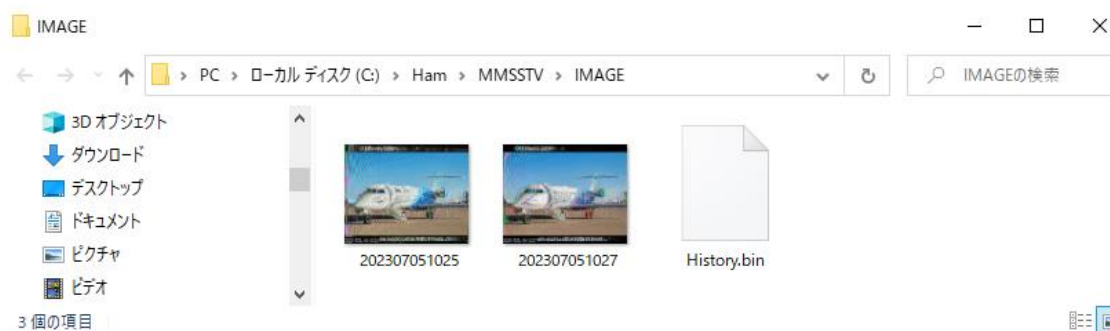 IMAGE
PC › ローカル ディスク (C:) › Ham › MMSSTV › IMAGE
IMAGEの検索
3D オブジェクト
ダウンロード
デスクトップ
ドキュメント
ピクチャ
ビデオ
202307051025
202307051027
History.bin
3 個の項目